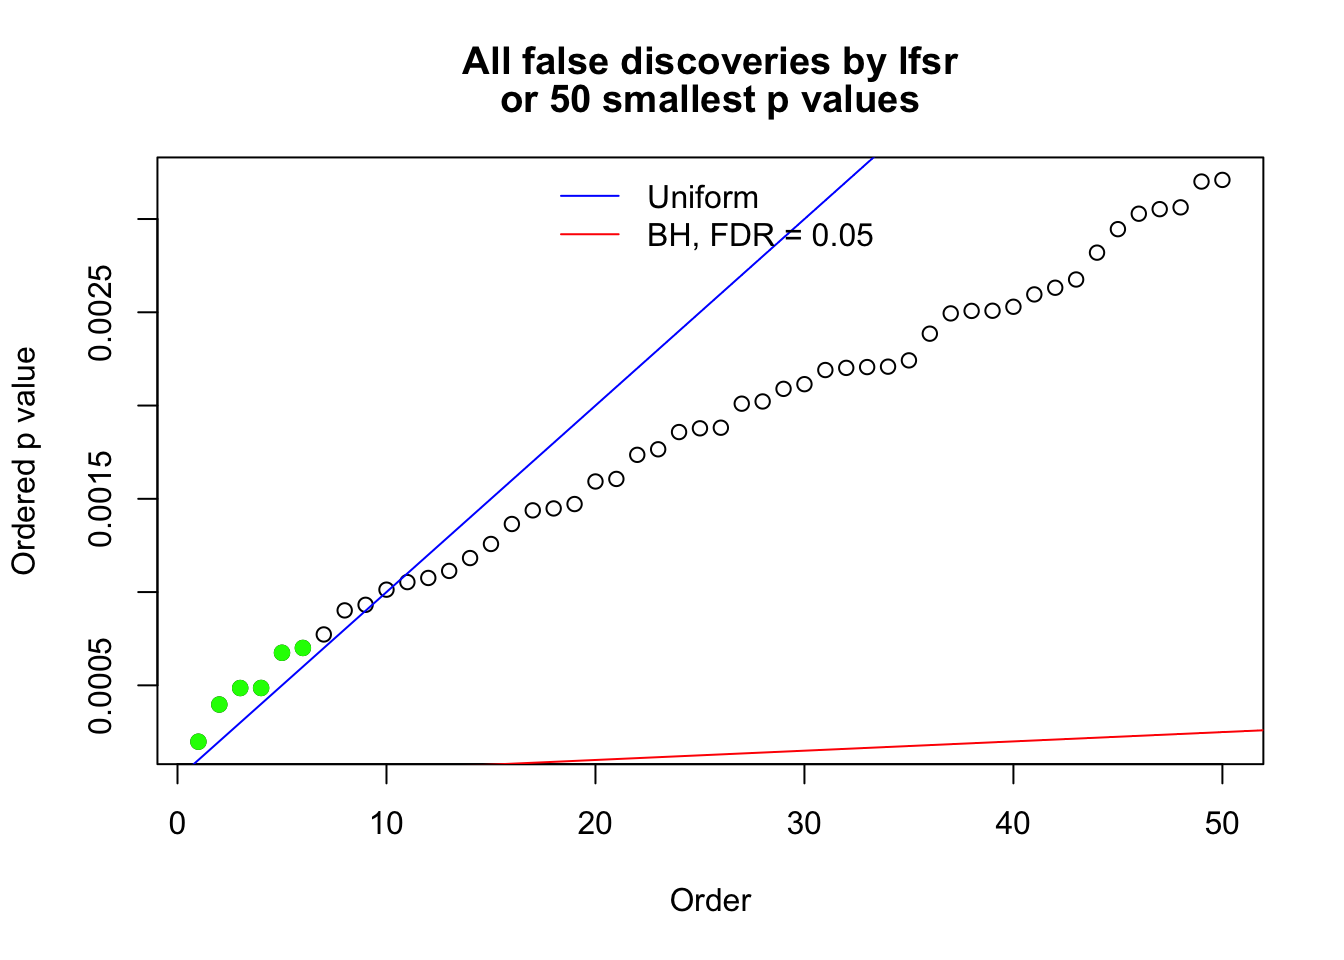 All false discoveries by lfsr
or 50 smallest p values
Uniform
BH, FDR = 0.05
Ordered p value
0.0005
0.0015
0.0025
0 10 20 30 40 50
Order